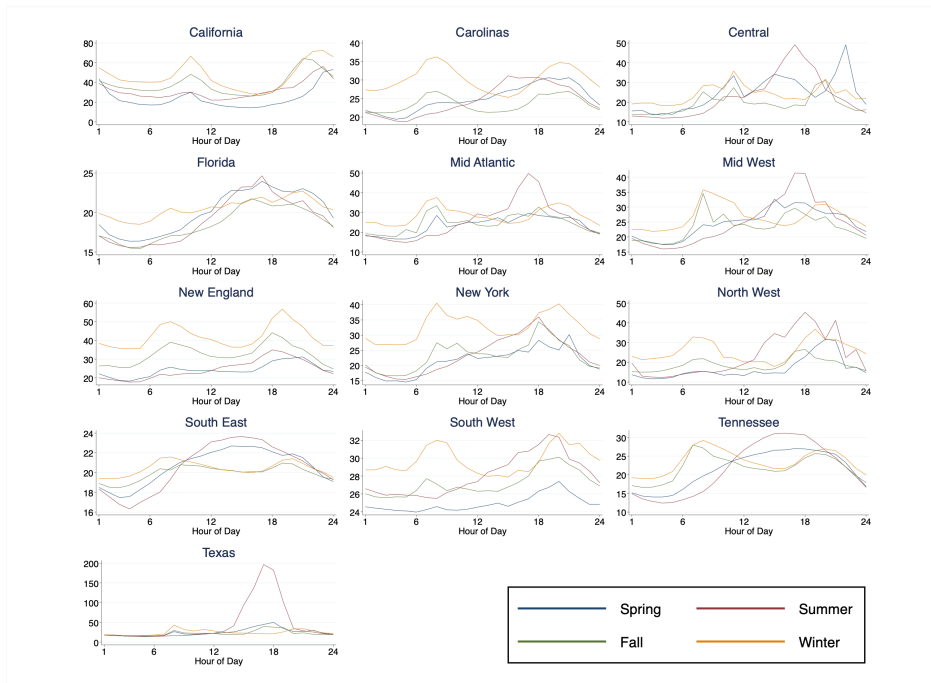 California
80
60
40
20
0
1 6 12 18 24
Hour of Day
Carolinas
40
35
30
25
20
1 6 12 18 24
Hour of Day
Central
50
40
30
20
10
1 6 12 18 24
Hour of Day
Florida
25
20
15
1 6 12 18 24
Hour of Day
Mid Atlantic
50
40
30
20
10
1 6 12 18 24
Hour of Day
Mid West
40
35
30
25
20
15
1 6 12 18 24
Hour of Day
New England
60
50
40
30
20
1 6 12 18 24
Hour of Day
New York
40
35
30
25
20
15
1 6 12 18 24
Hour of Day
North West
50
40
30
20
10
1 6 12 18 24
Hour of Day
South East
24
22
20
18
16
1 6 12 18 24
Hour of Day
South West
32
30
28
26
24
1 6 12 18 24
Hour of Day
Tennessee
30
25
20
15
10
1 6 12 18 24
Hour of Day
Texas
200
150
100
50
0
1 6 12 18 24
Hour of Day
Spring Summer
Fall Winter